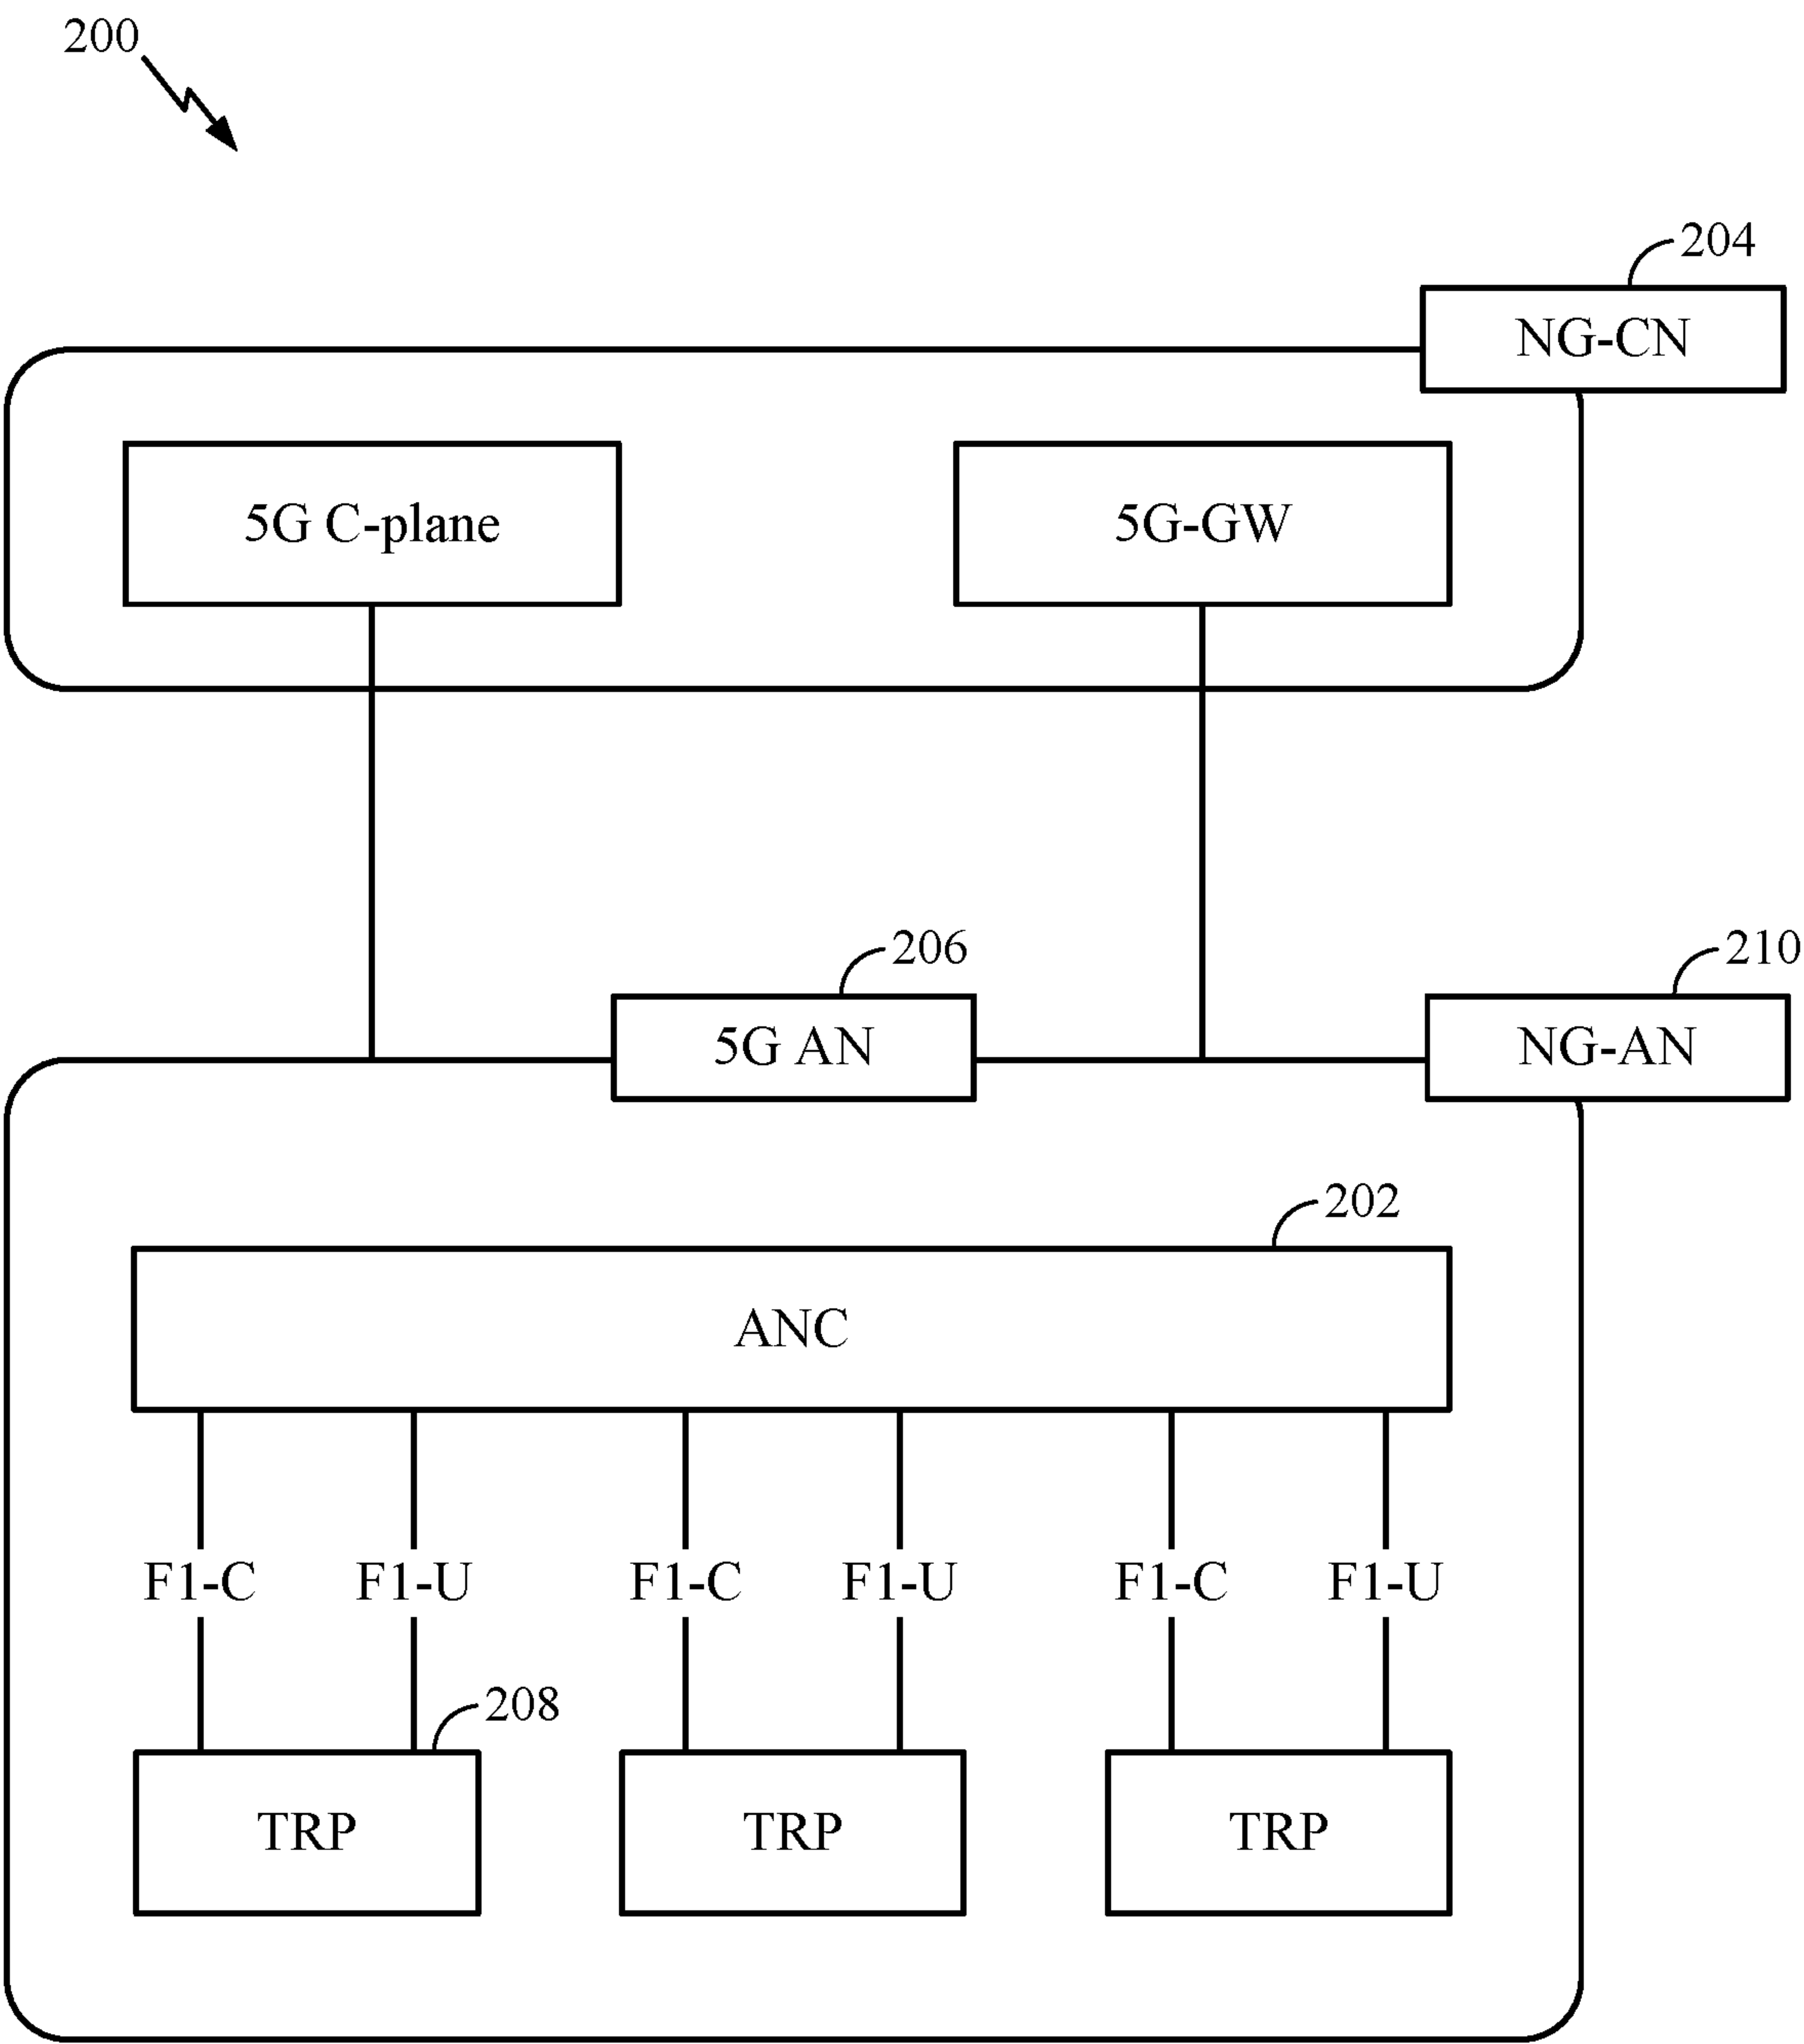 200
204
NG-CN
5G C-plane
5G-GW
206
210
5G AN
NG-AN
202
ANC
F1-C
F1-U
F1-C
F1-U
F1-C
F1-U
208
TRP
TRP
TRP